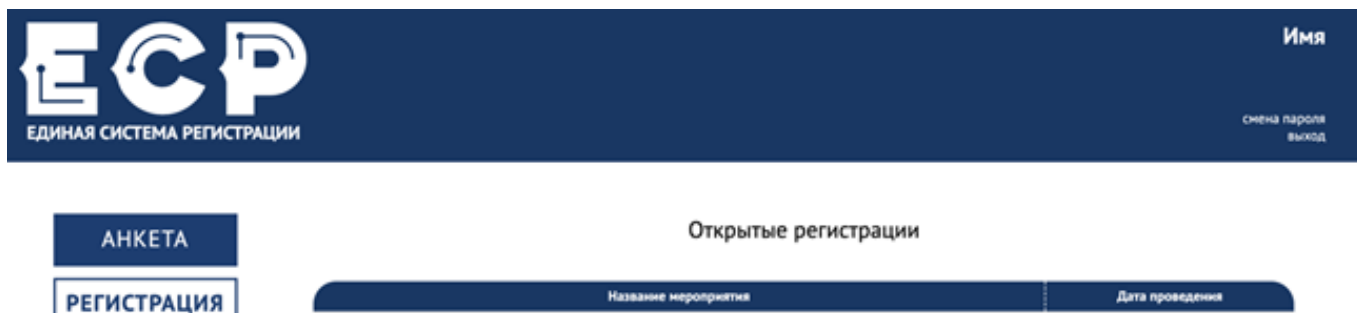 ЕСР
ЕДИНАЯ СИСТЕМА РЕГИСТРАЦИИ
Имя
смена пароля
выход
АНКЕТА
РЕГИСТРАЦИЯ
Открытые регистрации
Название мероприятия Дата проведения